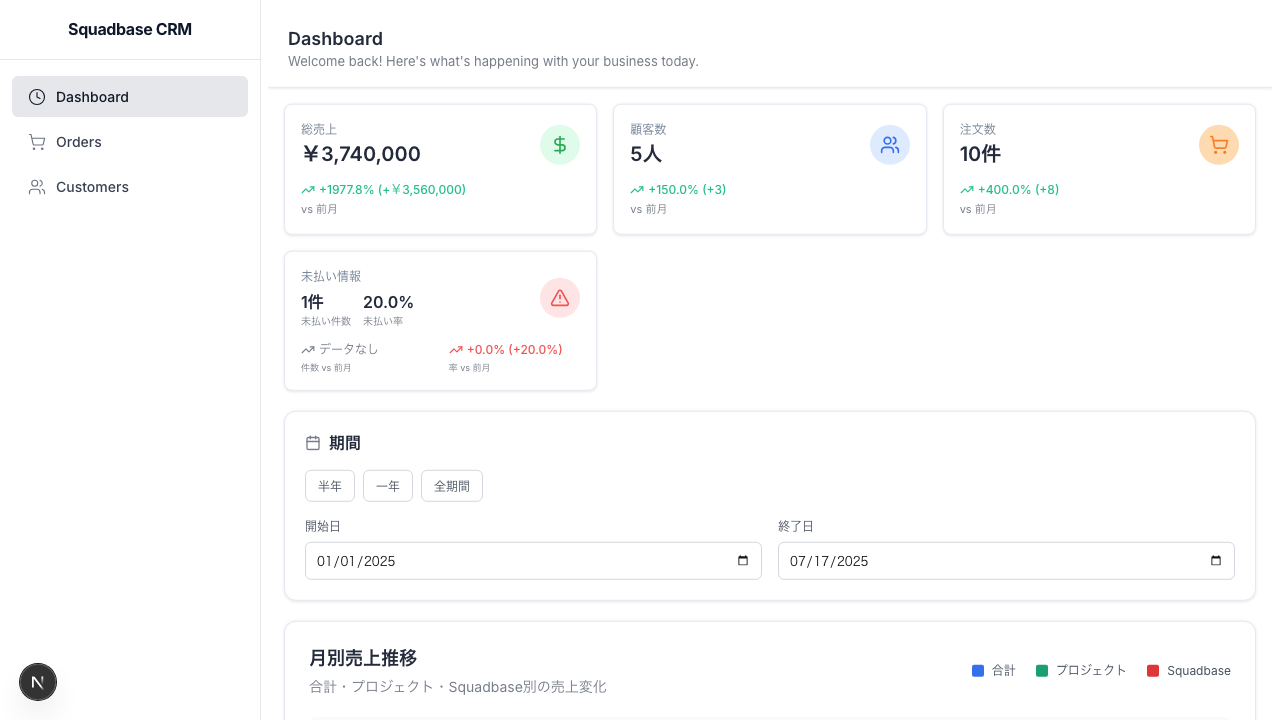 Squadbase CRM
Dashboard
Orders
Customers
Dashboard
Welcome back! Here's what's happening with your business today.
総売上
￥3,740,000
+1977.8% (+￥3,560,000)
vs 前月
顧客数
5人
+150.0% (+3)
vs 前月
注文数
10件
+400.0% (+8)
vs 前月
未払い情報
1件 20.0%
未払い件数 未払い率
データなし +0.0% (+20.0%)
件数 vs 前月 率 vs 前月
期間
半年 一年 全期間
開始日 終了日
01/01/2025 07/17/2025
月別売上推移
合計・プロジェクト・Squadbase別の売上変化
合計 プロジェクト Squadbase
N